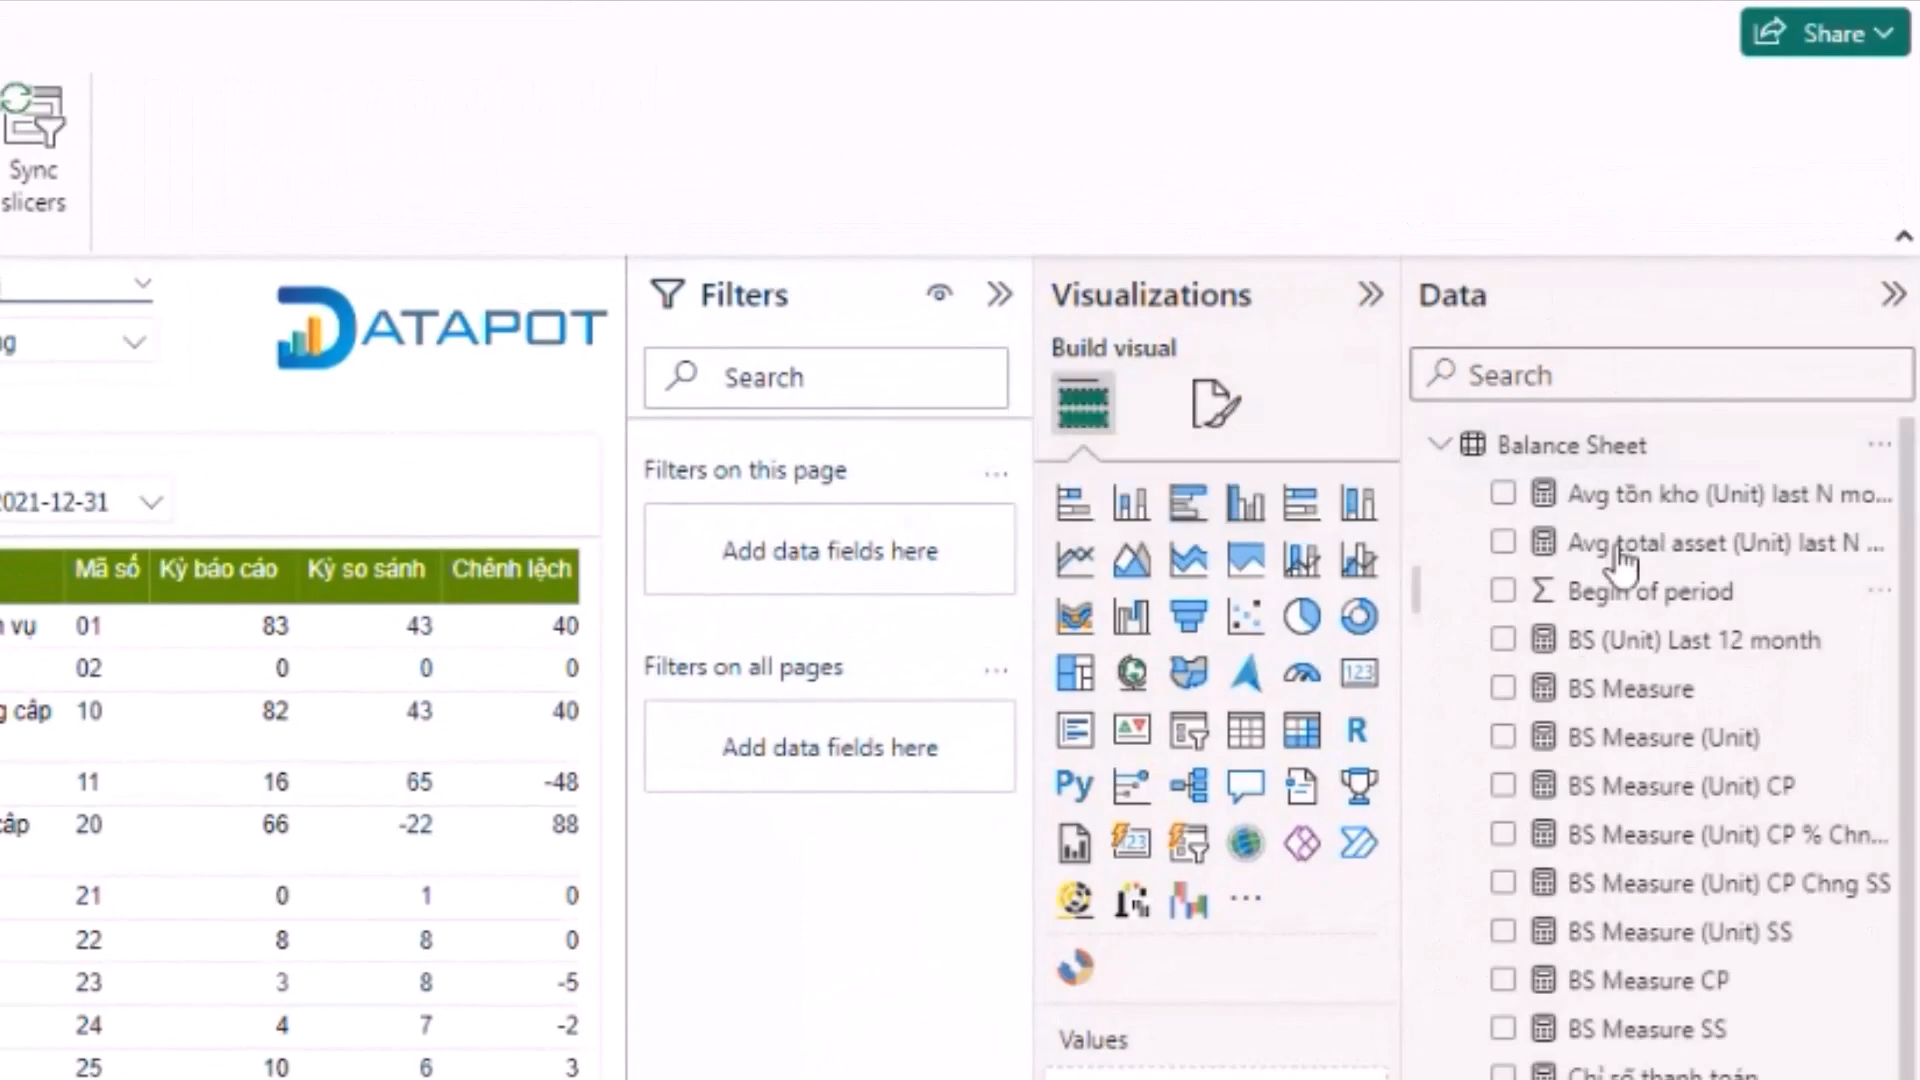 Share
Sync
slicers
DATAPOT
2021-12-31
Mã số Kỳ báo cáo Kỳ so sánh Chênh lệch
vụ 01 83 43 40
02 0 0 0
cấp 10 82 43 40
11 16 65 -48
cấp 20 66 -22 88
21 0 1 0
22 8 8 0
23 3 8 -5
24 4 7 -2
25 10 6 3
Filters
Search
Filters on this page ...
Add data fields here
Filters on all pages ...
Add data fields here
Visualizations
Build visual
123
R
Py
123
...
Values
Data
Search
Balance Sheet ...
Avg tồn kho (Unit) last N mo...
Avg total asset (Unit) last N ...
Begin of period ...
BS (Unit) Last 12 month
BS Measure
BS Measure (Unit)
BS Measure (Unit) CP
BS Measure (Unit) CP % Chn...
BS Measure (Unit) CP Chng SS
BS Measure (Unit) SS
BS Measure CP
BS Measure SS
Chỉ số thanh toán